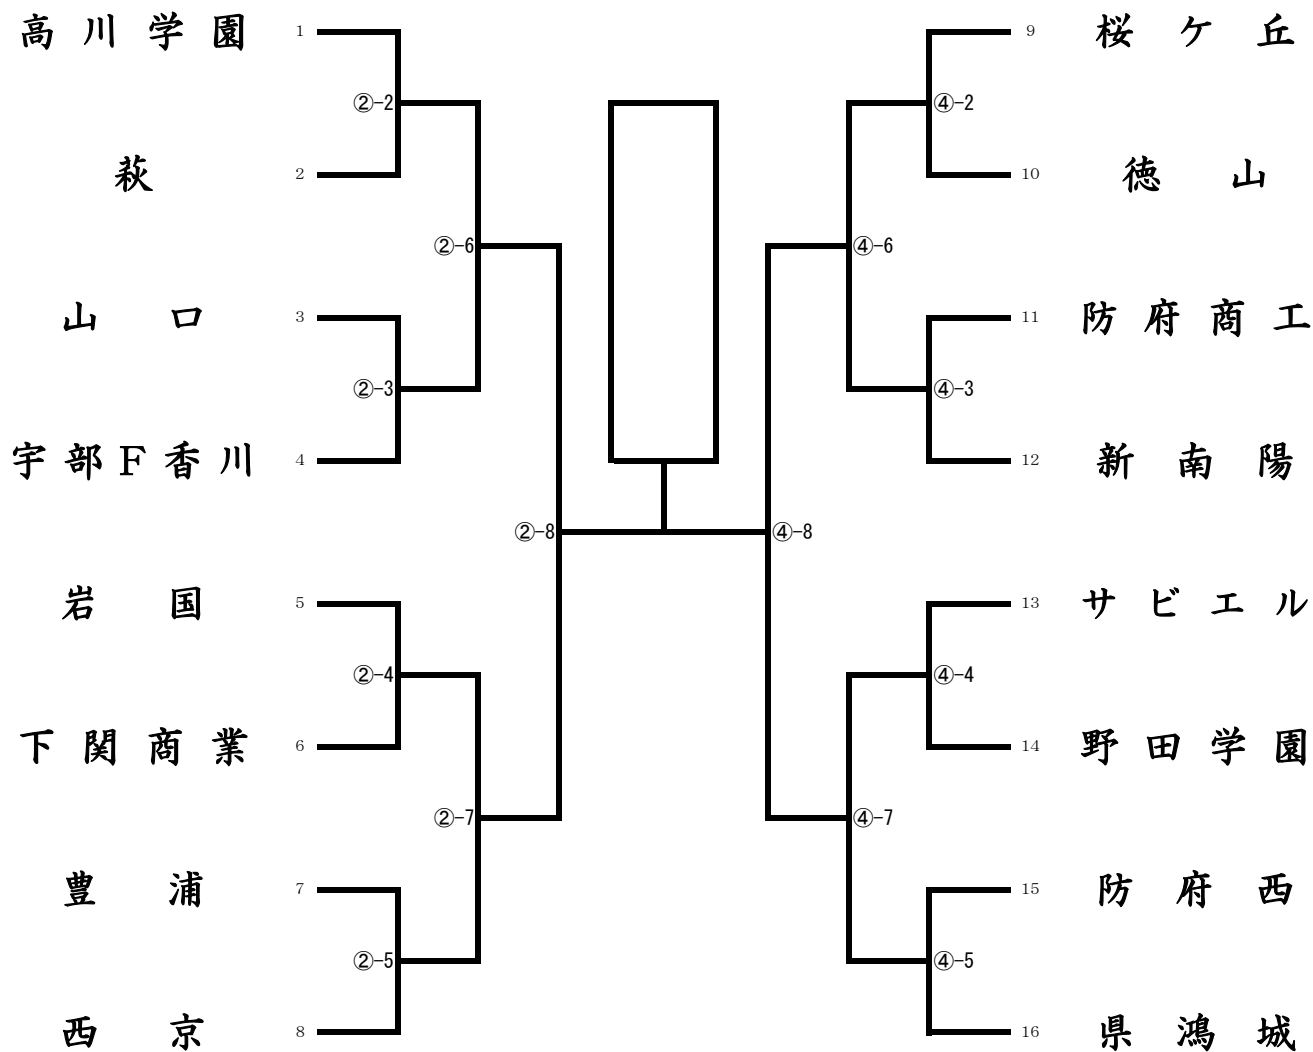 高川学園 1
②-2
萩 2
②-6
山口 3
②-3
宇部F香川 4
②-8
岩国 5
②-4
下関商業 6
②-7
豊浦 7
②-5
西京 8
9 桜ケ丘
④-2
10 徳山
④-6
11 防府商工
④-3
12 新南陽
④-8
13 サビエル
④-4
14 野田学園
④-7
15 防府西
④-5
16 県鴻城